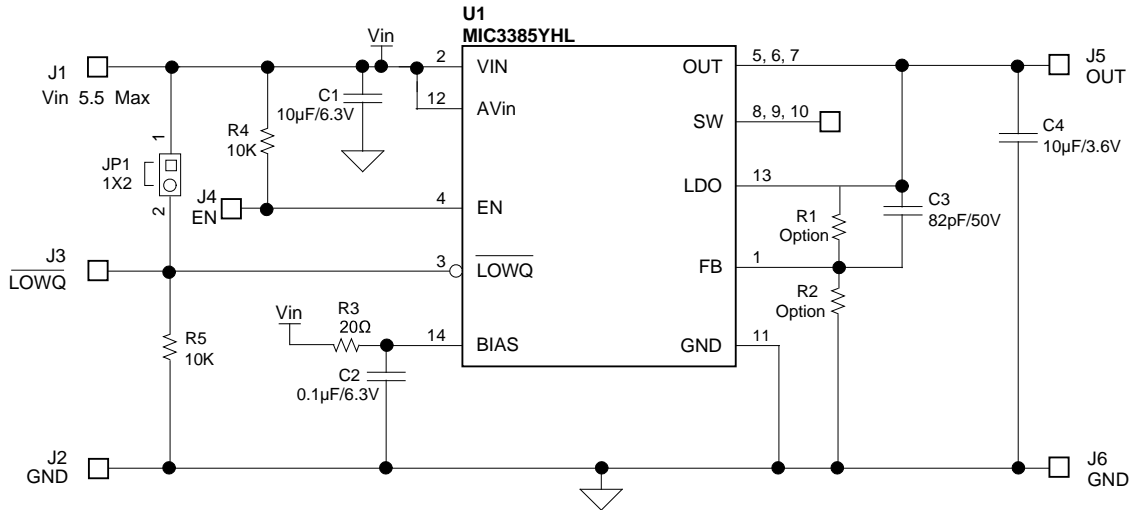 U1
MIC3385YHL
Vin
J1
Vin 5.5 Max
2
VIN
OUT
5, 6, 7
J5
OUT
C1
10µF/6.3V
12
AVin
SW
8, 9, 10
1
JP1
1X2
2
R4
10K
C4
10µF/3.6V
LDO
13
J4
EN
4
EN
R1
Option
C3
82pF/50V
J3
LOWQ
3
LOWQ
FB
1
R2
Option
Vin
R3
20Ω
14
BIAS
GND
11
R5
10K
C2
0.1µF/6.3V
J2
GND
J6
GND